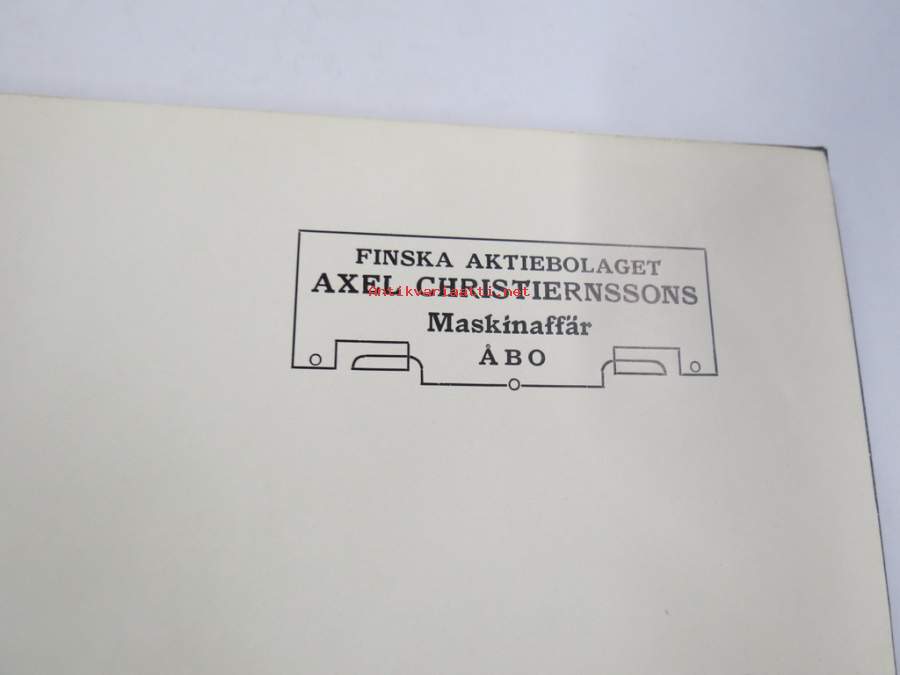 FINSKA AKTIEBOLAGET
AXEL CHRISTIERNSSONS
Antikvariaatti.net
Maskinaffär
ÅBO